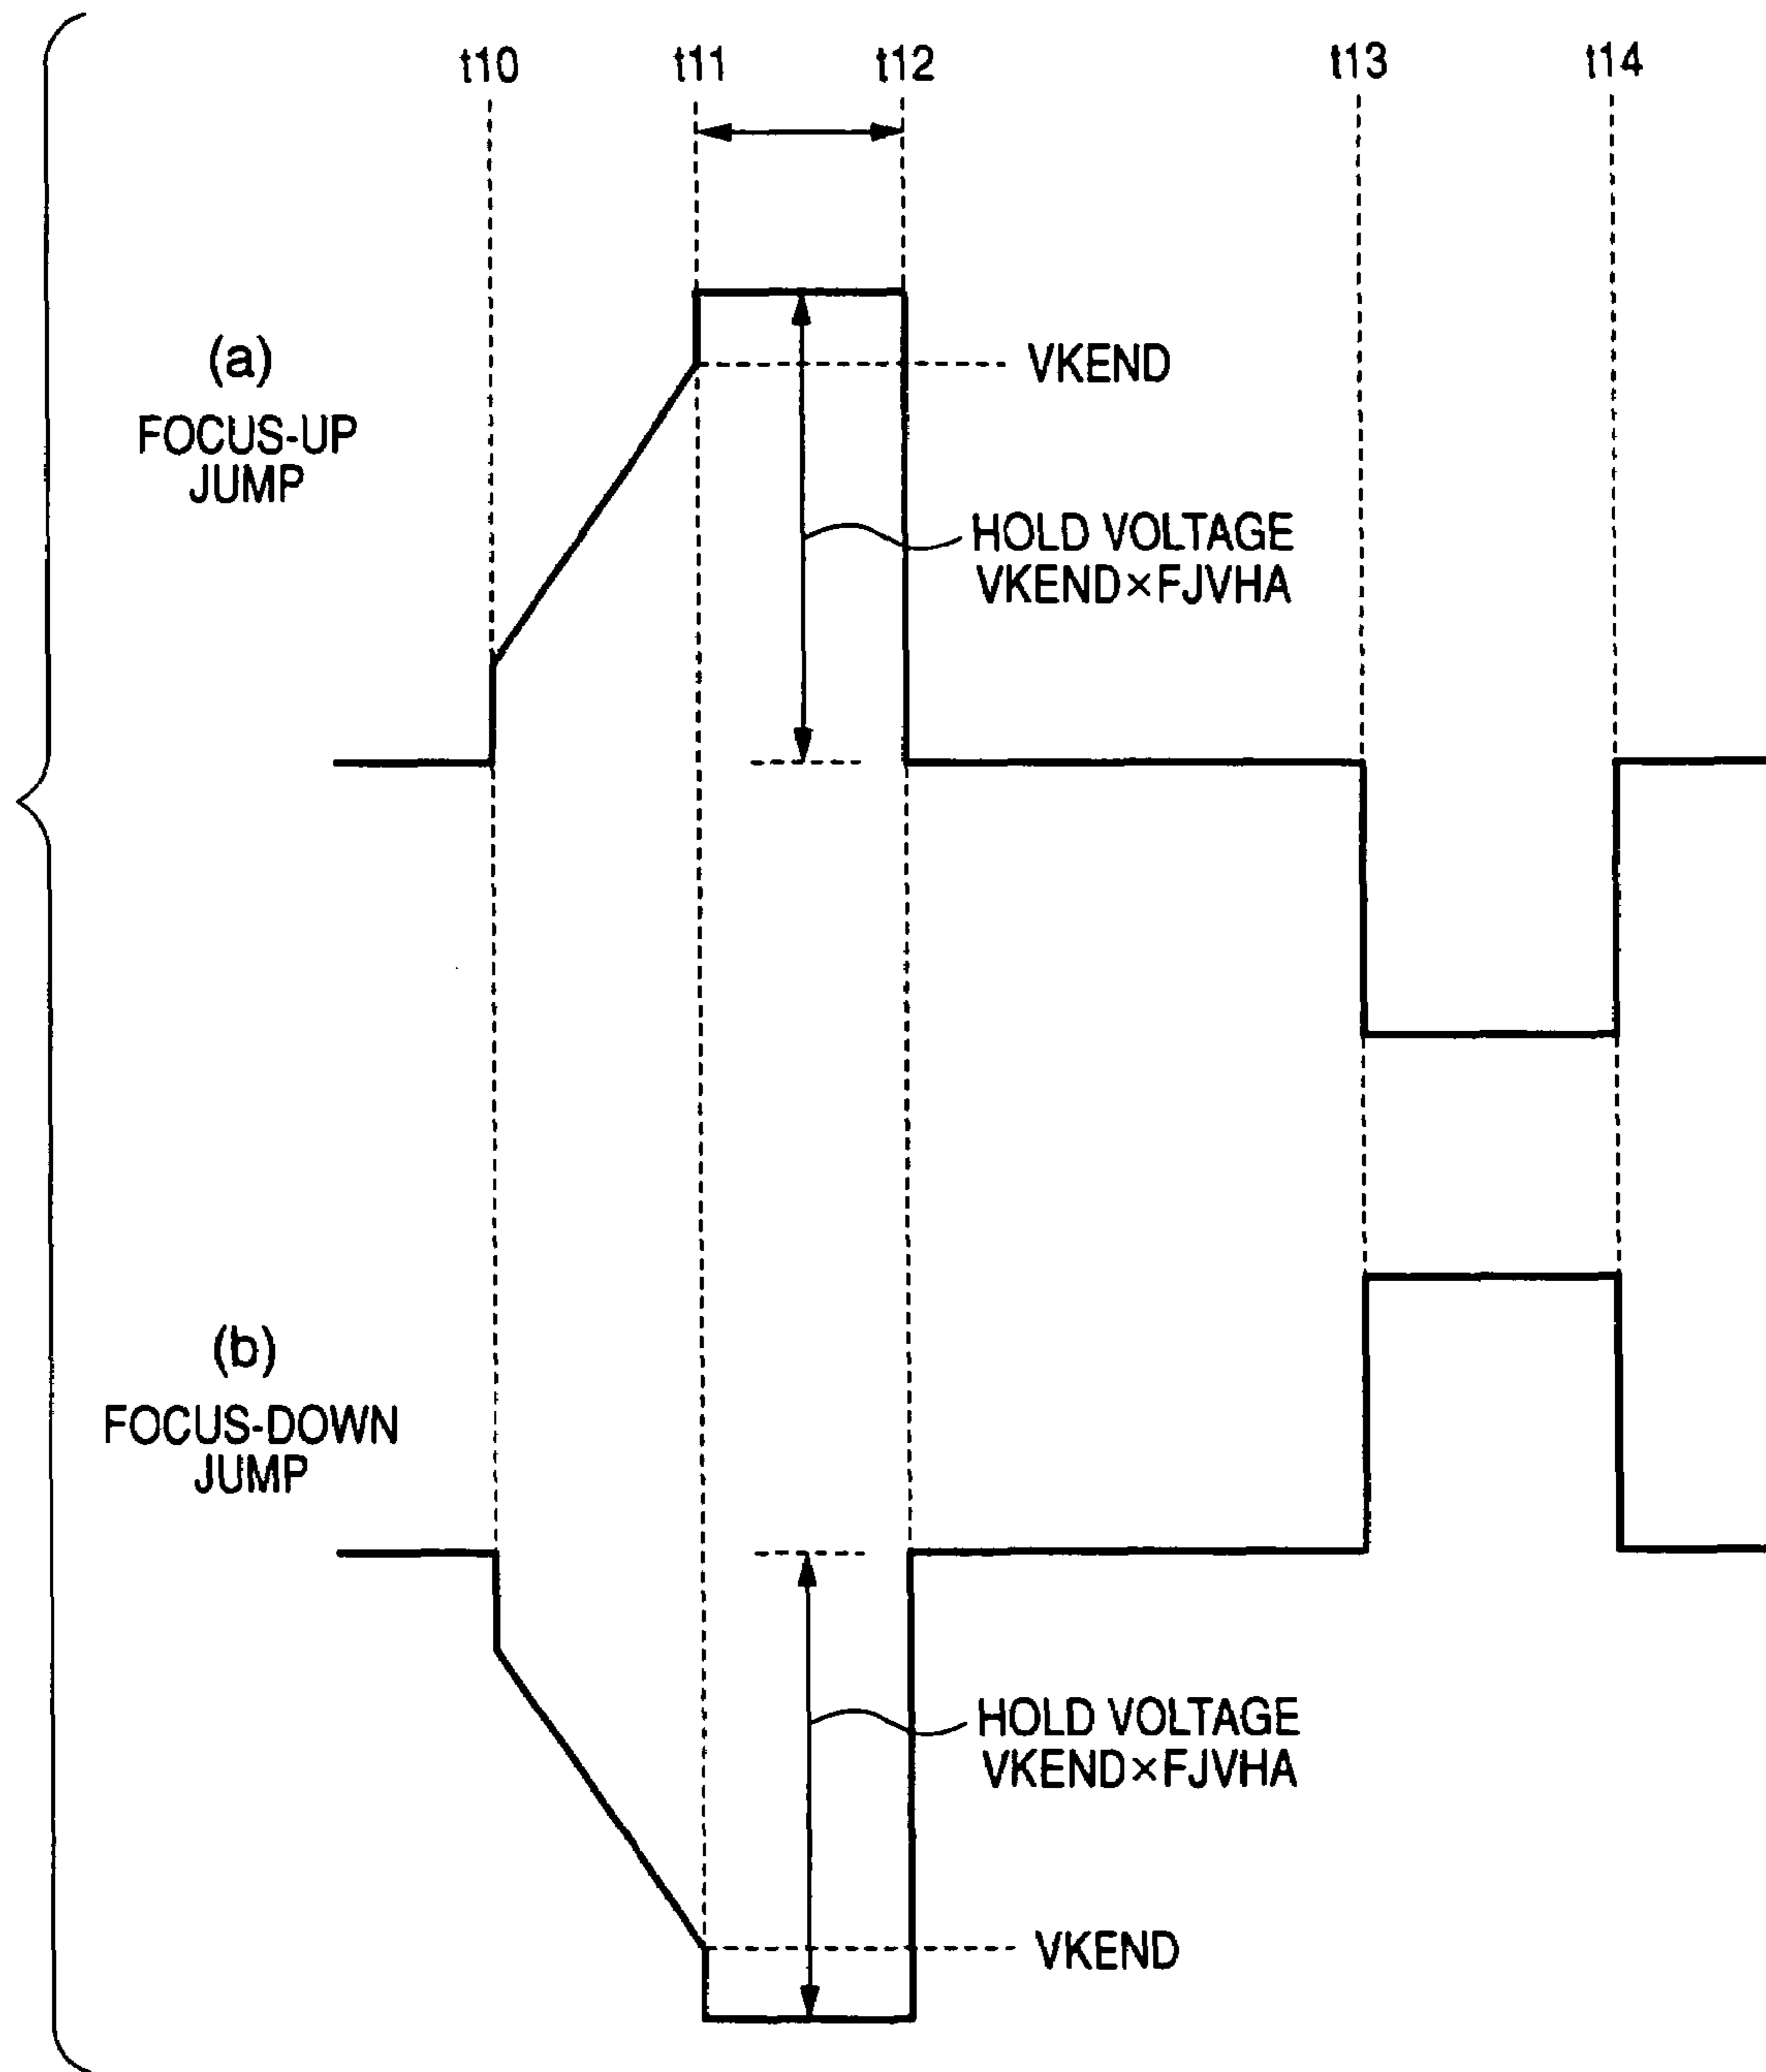 t10 t11 t12 t13 t14
(a)
FOCUS-UP
JUMP
VKEND
HOLD VOLTAGE
VKEND×FJVHA
(b)
FOCUS-DOWN
JUMP
HOLD VOLTAGE
VKEND×FJVHA
VKEND